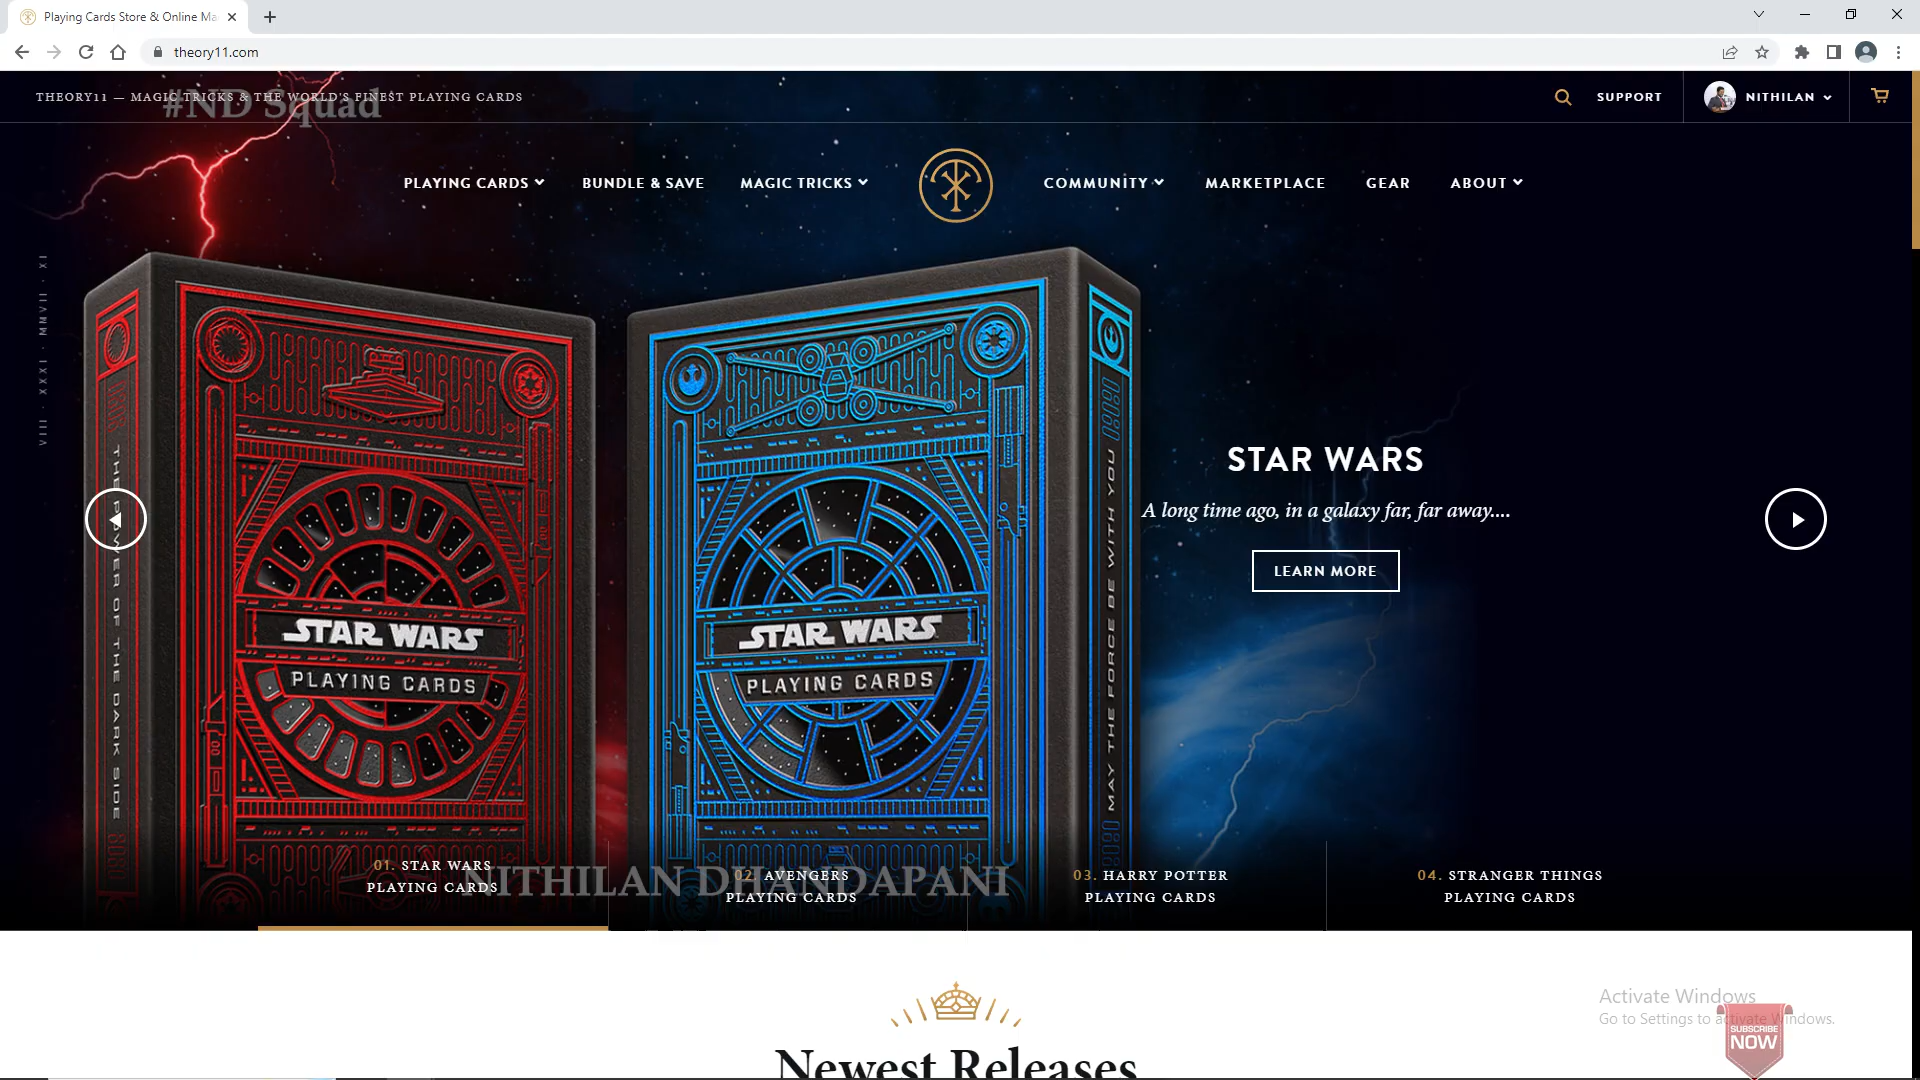 Playing Cards Store & Online Ma
theory11.com
THEORY11 — MAGIC TRICKS & THE WORLD'S FINEST PLAYING CARDS
#ND Squad
SUPPORT
NITHILAN
PLAYING CARDS
BUNDLE & SAVE
MAGIC TRICKS
COMMUNITY
MARKETPLACE
GEAR
ABOUT
VIII · XXXI · MMVII · XI
THE POWER OF THE DARK SIDE
STAR WARS
PLAYING CARDS
STAR WARS
PLAYING CARDS
MAY THE FORCE BE WITH YOU
STAR WARS
A long time ago, in a galaxy far, far away....
LEARN MORE
01. STAR WARS
PLAYING CARDS
NITHILAN DHANDAPANI
02. AVENGERS
PLAYING CARDS
03. HARRY POTTER
PLAYING CARDS
04. STRANGER THINGS
PLAYING CARDS
Newest Releases
Activate Windows
Go to Settings to activate Windows.
SUBSCRIBE
NOW